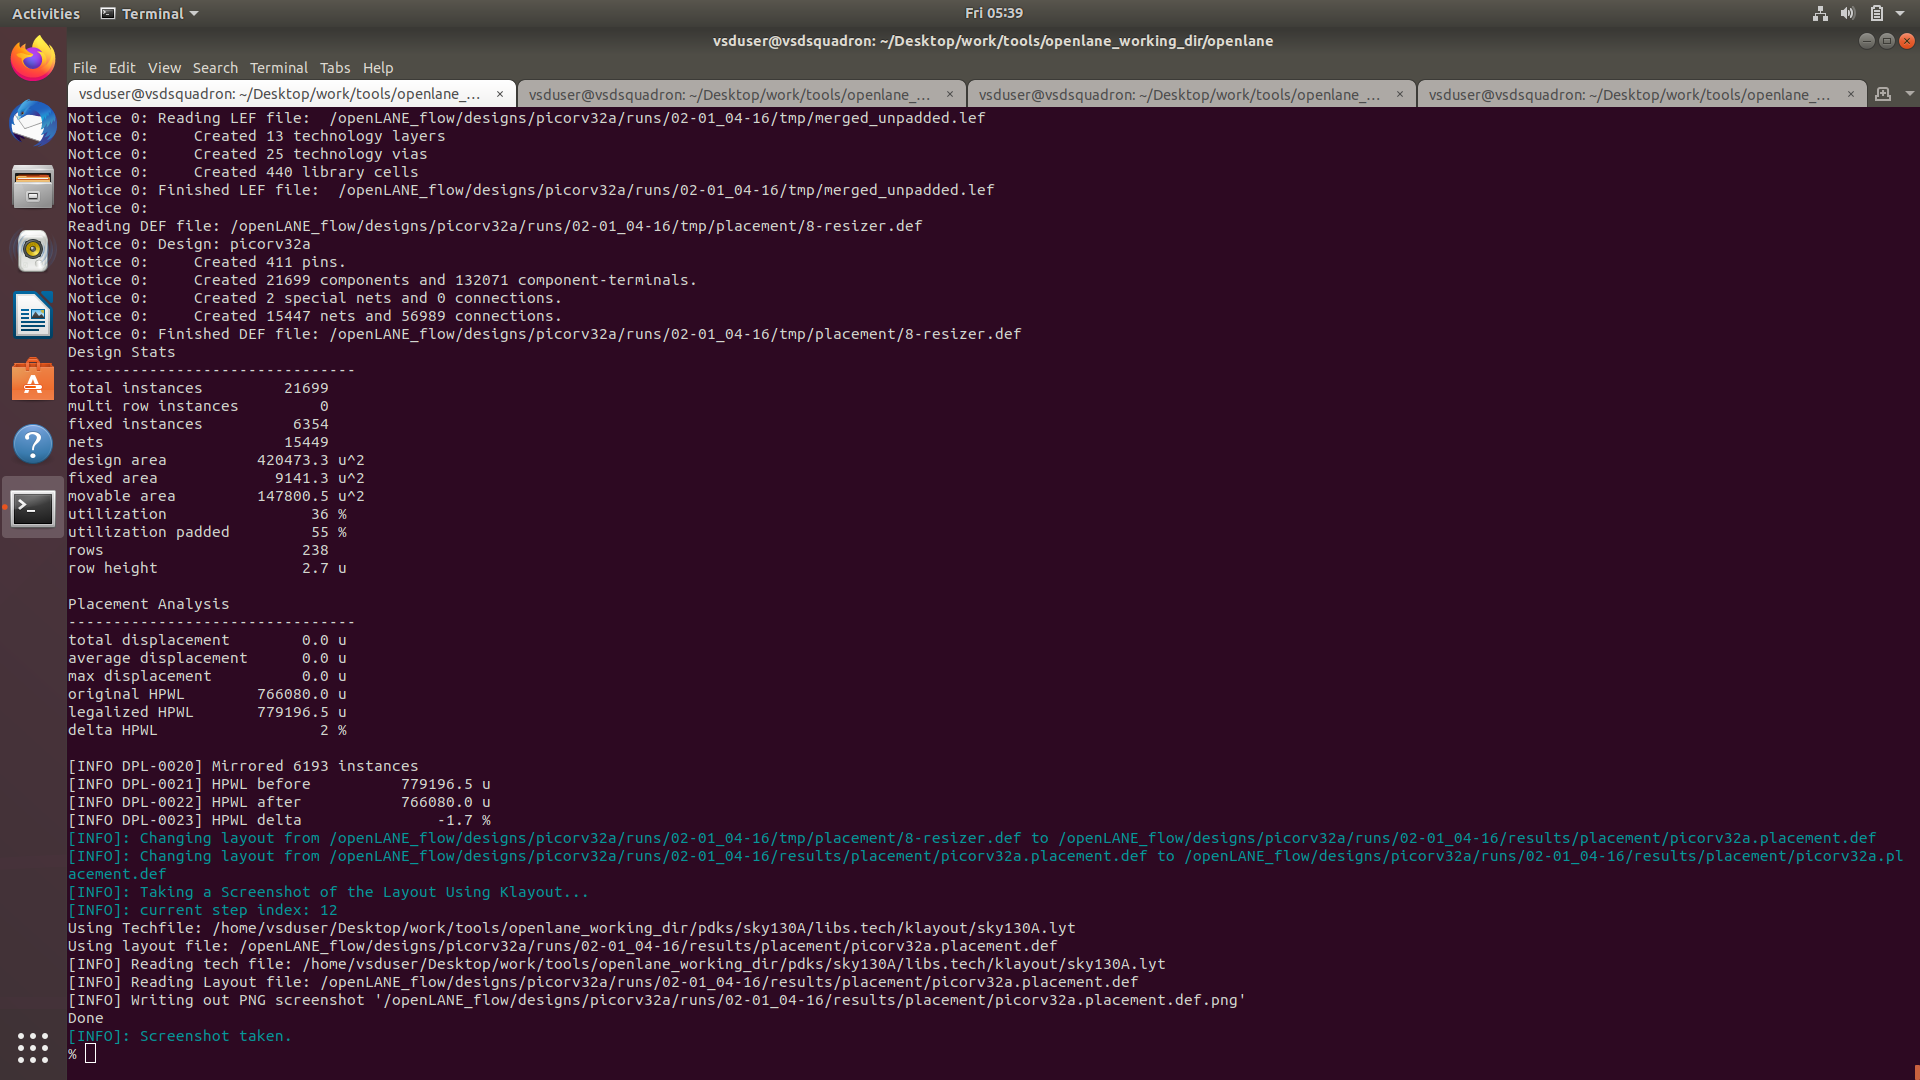 Activities Terminal Fri 05:39
vsduser@vsdsquadron: ~/Desktop/work/tools/openlane_working_dir/openlane
File Edit View Search Terminal Tabs Help
vsduser@vsdsquadron: ~/Desktop/work/tools/openlane_... × vsduser@vsdsquadron: ~/Desktop/work/tools/openlane_... × vsduser@vsdsquadron: ~/Desktop/work/tools/openlane_... × vsduser@vsdsquadron: ~/Desktop/work/tools/openlane_... ×
Notice 0: Reading LEF file:  /openLANE_flow/designs/picorv32a/runs/02-01_04-16/tmp/merged_unpadded.lef
Notice 0:     Created 13 technology layers
Notice 0:     Created 25 technology vias
Notice 0:     Created 440 library cells
Notice 0: Finished LEF file:  /openLANE_flow/designs/picorv32a/runs/02-01_04-16/tmp/merged_unpadded.lef
Notice 0:
Reading DEF file: /openLANE_flow/designs/picorv32a/runs/02-01_04-16/tmp/placement/8-resizer.def
Notice 0: Design: picorv32a
Notice 0:     Created 411 pins.
Notice 0:     Created 21699 components and 132071 component-terminals.
Notice 0:     Created 2 special nets and 0 connections.
Notice 0:     Created 15447 nets and 56989 connections.
Notice 0: Finished DEF file: /openLANE_flow/designs/picorv32a/runs/02-01_04-16/tmp/placement/8-resizer.def
Design Stats
--------------------------------
total instances         21699
multi row instances         0
fixed instances          6354
nets                    15449
design area          420473.3 u^2
fixed area             9141.3 u^2
movable area         147800.5 u^2
utilization                36 %
utilization padded         55 %
rows                      238
row height                2.7 u
Placement Analysis
--------------------------------
total displacement        0.0 u
average displacement      0.0 u
max displacement          0.0 u
original HPWL        766080.0 u
legalized HPWL       779196.5 u
delta HPWL                  2 %
[INFO DPL-0020] Mirrored 6193 instances
[INFO DPL-0021] HPWL before          779196.5 u
[INFO DPL-0022] HPWL after           766080.0 u
[INFO DPL-0023] HPWL delta               -1.7 %
[INFO]: Changing layout from /openLANE_flow/designs/picorv32a/runs/02-01_04-16/tmp/placement/8-resizer.def to /openLANE_flow/designs/picorv32a/runs/02-01_04-16/results/placement/picorv32a.placement.def
[INFO]: Changing layout from /openLANE_flow/designs/picorv32a/runs/02-01_04-16/results/placement/picorv32a.placement.def to /openLANE_flow/designs/picorv32a/runs/02-01_04-16/results/placement/picorv32a.pl
acement.def
[INFO]: Taking a Screenshot of the Layout Using Klayout...
[INFO]: current step index: 12
Using Techfile: /home/vsduser/Desktop/work/tools/openlane_working_dir/pdks/sky130A/libs.tech/klayout/sky130A.lyt
Using layout file: /openLANE_flow/designs/picorv32a/runs/02-01_04-16/results/placement/picorv32a.placement.def
[INFO] Reading tech file: /home/vsduser/Desktop/work/tools/openlane_working_dir/pdks/sky130A/libs.tech/klayout/sky130A.lyt
[INFO] Reading Layout file: /openLANE_flow/designs/picorv32a/runs/02-01_04-16/results/placement/picorv32a.placement.def
[INFO] Writing out PNG screenshot '/openLANE_flow/designs/picorv32a/runs/02-01_04-16/results/placement/picorv32a.placement.def.png'
Done
[INFO]: Screenshot taken.
%